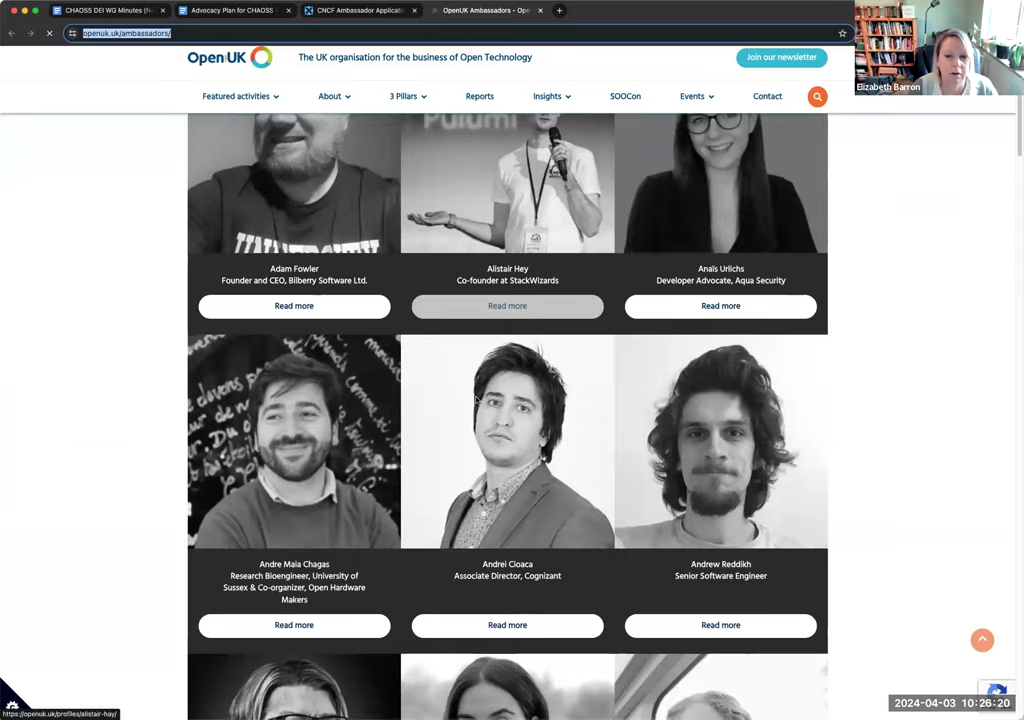 CHAOSS DEI WG Minutes (N
Advocacy Plan for CHAOSS -
CNCF Ambassador Applicatio
OpenUK Ambassadors - Ope
openuk.uk/ambassadors/
OpenUK
The UK organisation for the business of Open Technology
Join our newsletter
Elizabeth Barron
Featured activities
About
3 Pillars
Reports
Insights
SOOCon
Events
Contact
Pulumi
Adam Fowler
Founder and CEO, Bilberry Software Ltd.
Read more
Alistair Hey
Co-founder at StackWizards
Read more
Anaïs Urlichs
Developer Advocate, Aqua Security
Read more
Andre Maia Chagas
Research Bioengineer, University of
Sussex & Co-organizer, Open Hardware
Makers
Read more
Andrei Cioaca
Associate Director, Cognizant
Read more
Andrew Reddikh
Senior Software Engineer
Read more
https://openuk.uk/profiles/alistair-hay/
2024-04-03 10:26:20